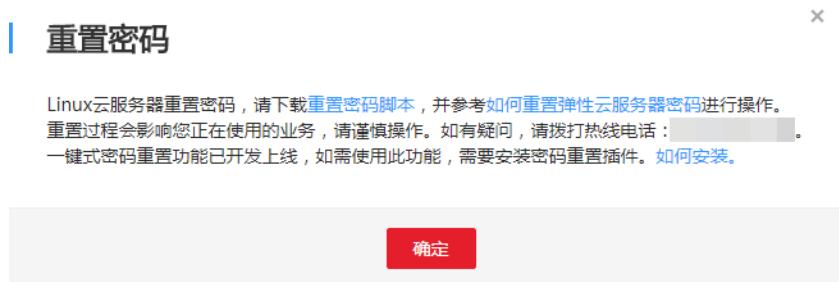 重置密码
Linux云服务器重置密码，请下载重置密码脚本，并参考如何重置弹性云服务器密码进行操作。
重置过程会影响您正在使用的业务，请谨慎操作。如有疑问，请拨打热线电话：。
一键式密码重置功能已开发上线，如需使用此功能，需要安装密码重置插件。如何安装。
确定